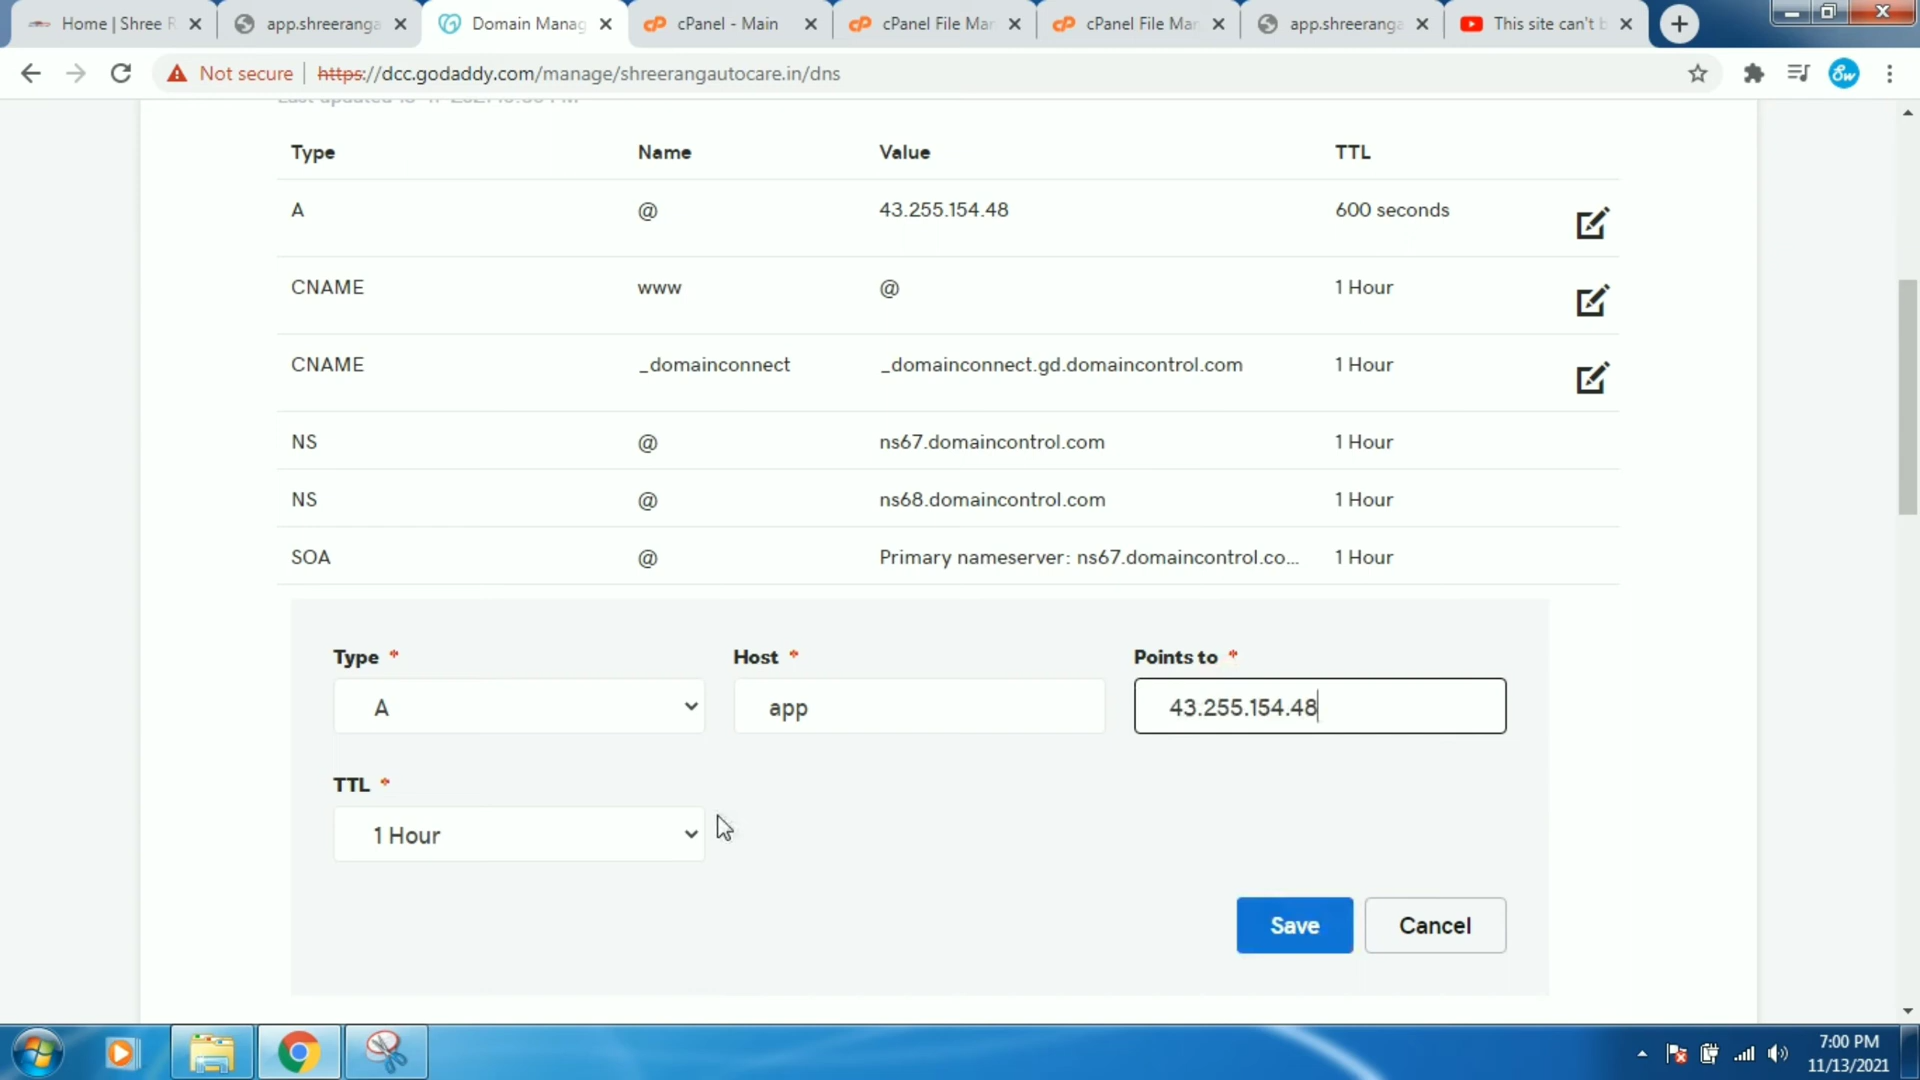 Home | Shree R
app.shreeranga
Domain Manag
cPanel - Main
cPanel File Mar
cPanel File Mar
app.shreeranga
This site can't b
Not secure
https://dcc.godaddy.com/manage/shreerangautocare.in/dns
Type Name Value TTL
A @ 43.255.154.48 600 seconds
CNAME www @ 1 Hour
CNAME _domainconnect _domainconnect.gd.domaincontrol.com 1 Hour
NS @ ns67.domaincontrol.com 1 Hour
NS @ ns68.domaincontrol.com 1 Hour
SOA @ Primary nameserver: ns67.domaincontrol.co... 1 Hour
Type * Host * Points to *
A app 43.255.154.48
TTL *
1 Hour
Save Cancel
7:00 PM
11/13/2021